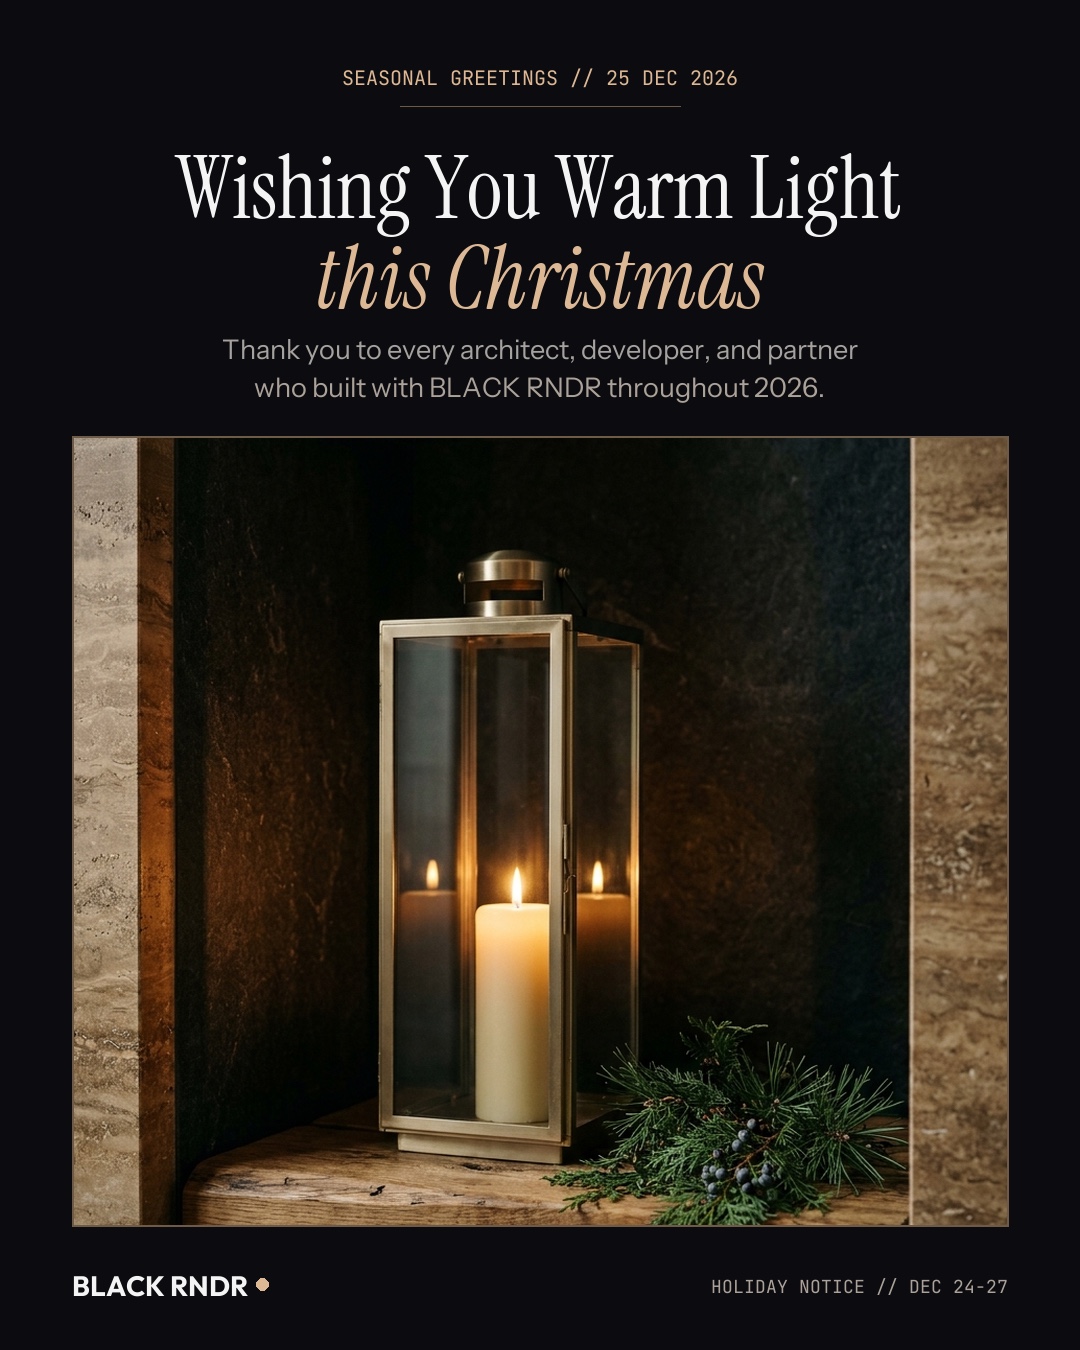 SEASONAL GREETINGS // 25 DEC 2026
Wishing You Warm Light
this Christmas
Thank you to every architect, developer, and partner
who built with BLACK RNDR throughout 2026.
BLACK RNDR
HOLIDAY NOTICE // DEC 24-27